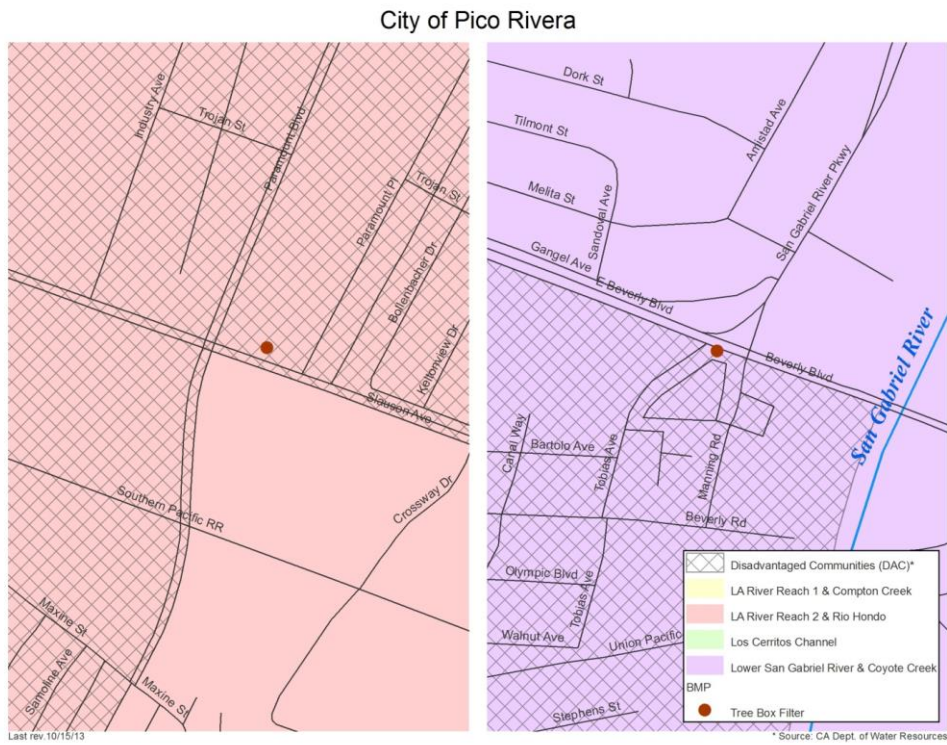 City of Pico Rivera
Industry Ave
Trojan St
Paramount Blvd
Paramount Pl
Trojan St
Bollenbacher Dr
Keltonview Dr
Slauson Ave
Southern Pacific RR
Crossway Dr
Maxine St
Samoline Ave
Maxine St
Last rev.10/15/13
Dork St
Amistad Ave
Tilmont St
Melita St
Sandoval Ave
San Gabriel River Pkwy
Gangel Ave
E Beverly Blvd
Beverly Blvd
San Gabriel River
Canal Way
Bartolo Ave
Tobias Ave
Manning Rd
Beverly Rd
Olympic Blvd
Tobias Ave
Walnut Ave
Union Pacific
Stephens St
Disadvantaged Communities (DAC)*
LA River Reach 1 & Compton Creek
LA River Reach 2 & Rio Hondo
Los Cerritos Channel
Lower San Gabriel River & Coyote Creek
BMP
Tree Box Filter
* Source: CA Dept. of Water Resources